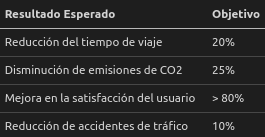 Resultado Esperado Objetivo
Reducción del tiempo de viaje 20%
Disminución de emisiones de CO2 25%
Mejora en la satisfacción del usuario > 80%
Reducción de accidentes de tráfico 10%